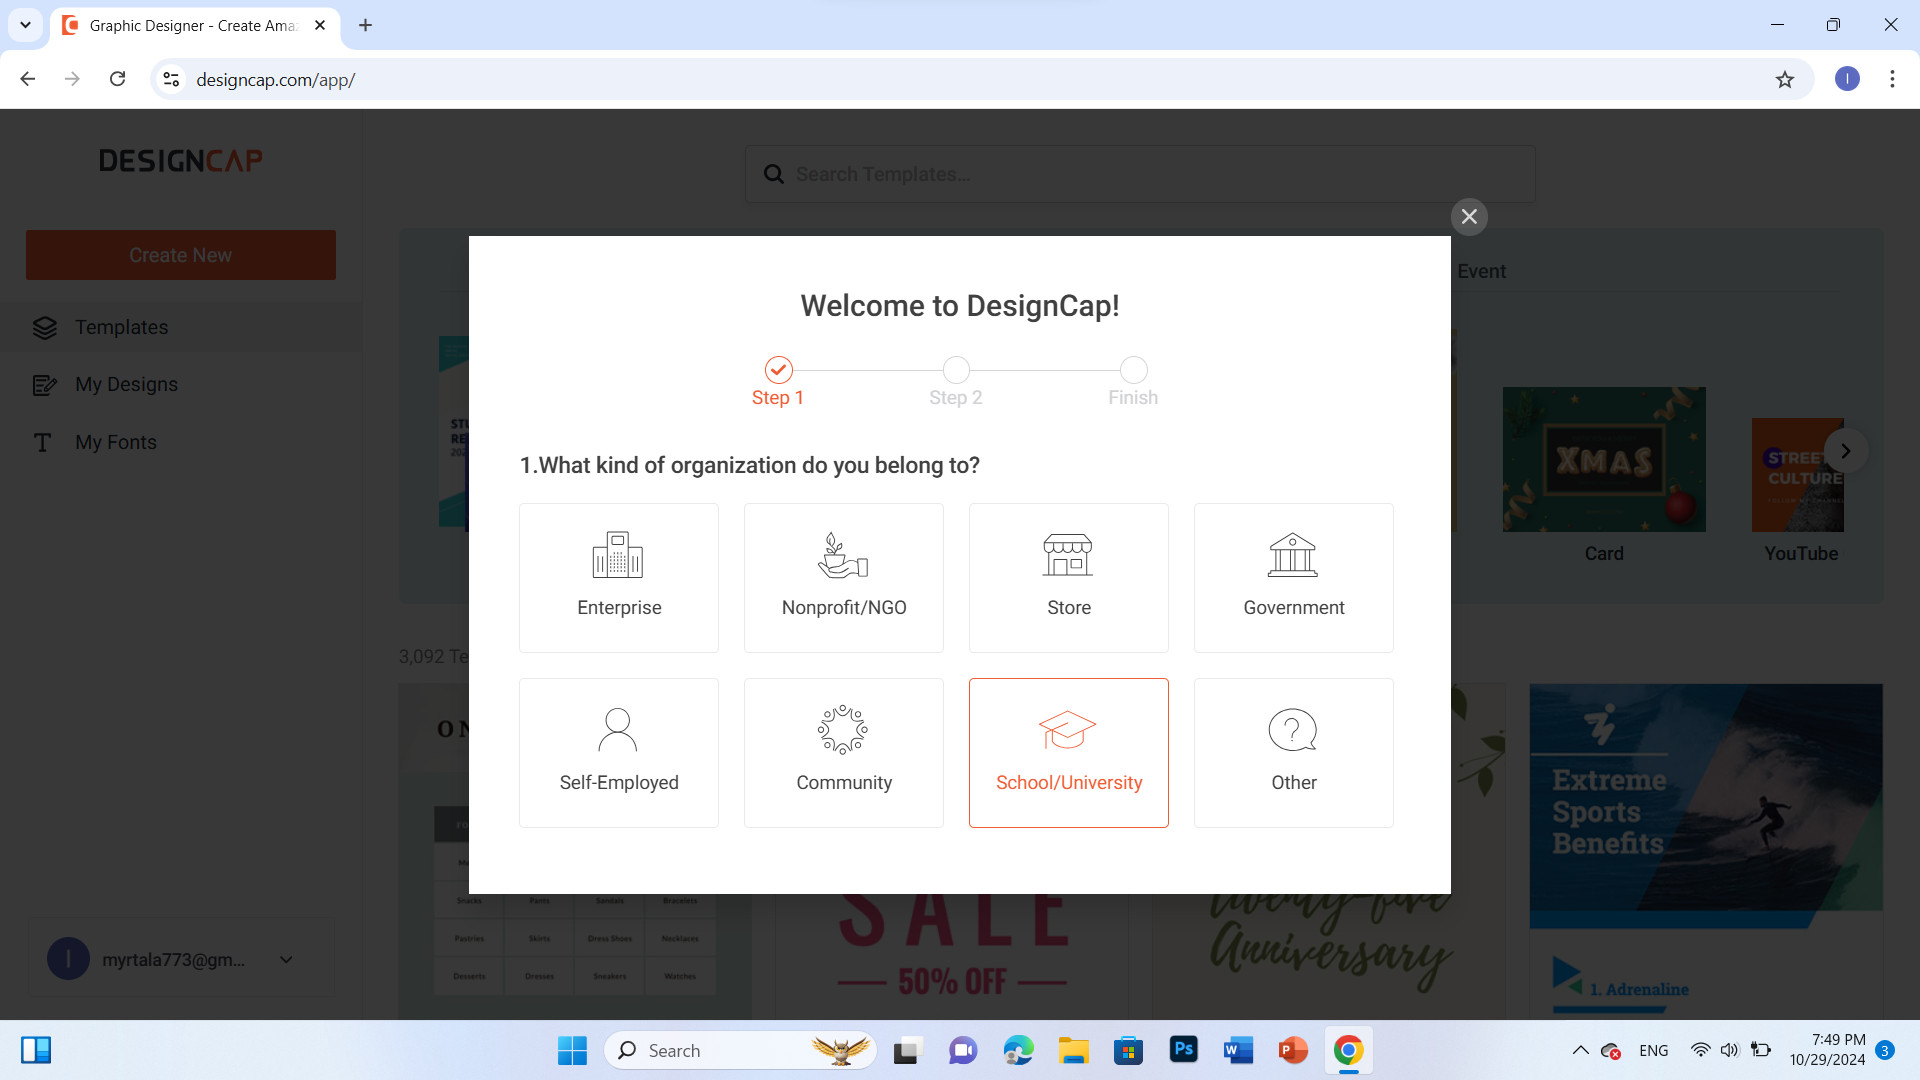 Graphic Designer - Create Ama
designcap.com/app/
I
DESIGNCAP
Search Templates...
Create New
Event
Templates
My Designs
My Fonts
Welcome to DesignCap!
Step 1
Step 2
Finish
1.What kind of organization do you belong to?
Enterprise
Nonprofit/NGO
Store
Government
Self-Employed
Community
School/University
Other
XMAS
STREET
CULTURE
Card
YouTube
3,092 Te
Extreme
Sports
Benefits
1. Adrenaline
Snacks Pants Sandals Bracelets
Pastries Skirts Dress Shoes Necklaces
Desserts Dresses Sneakers Watches
SALE
50% OFF
twenty-five
Anniversary
I
myrtala773@gm...
Search
Ps
W
P
ENG
7:49 PM
10/29/2024
3